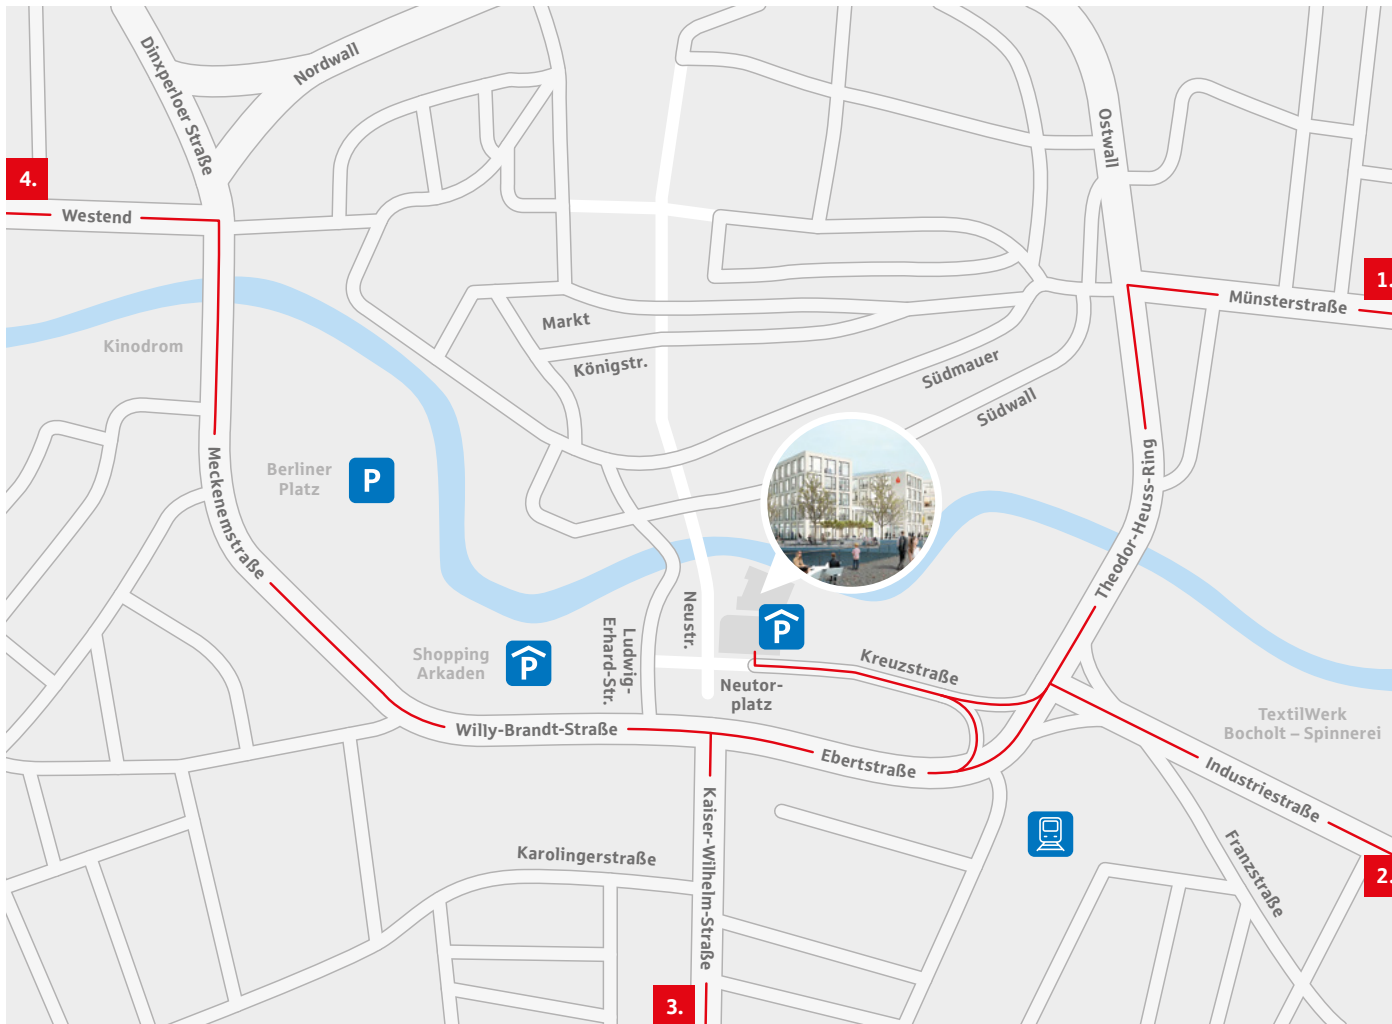 Dinxperloer Straße
Nordwall
Ostwall
4.
Westend
1.
Münsterstraße
Markt
Kinodrom
Königstr.
Südmauer
Südwall
Berliner
Platz
P
Meckenemstraße
Theodor-Heuss-Ring
Neustr.
P
Ludwig-
Erhard-Str.
Shopping
Arkaden
P
Kreuzstraße
Neutor-
platz
Willy-Brandt-Straße
Ebertstraße
TextilWerk
Bocholt – Spinnerei
Industriestraße
Kaiser-Wilhelm-Straße
Karolingerstraße
Franzstraße
2.
3.